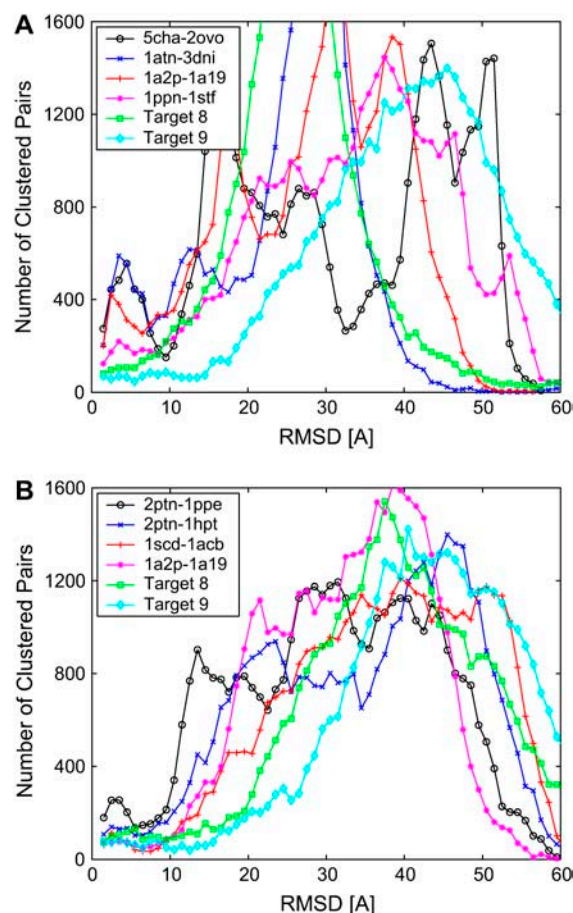 A
1600
1200
800
400
0
Number of Clustered Pairs
5cha-2ovo
1atn-3dni
1a2p-1a19
1ppn-1stf
Target 8
Target 9
0 10 20 30 40 50 60
RMSD [A]
B
1600
1200
800
400
0
Number of Clustered Pairs
2ptn-1ppe
2ptn-1hpt
1scd-1acb
1a2p-1a19
Target 8
Target 9
0 10 20 30 40 50 60
RMSD [A]